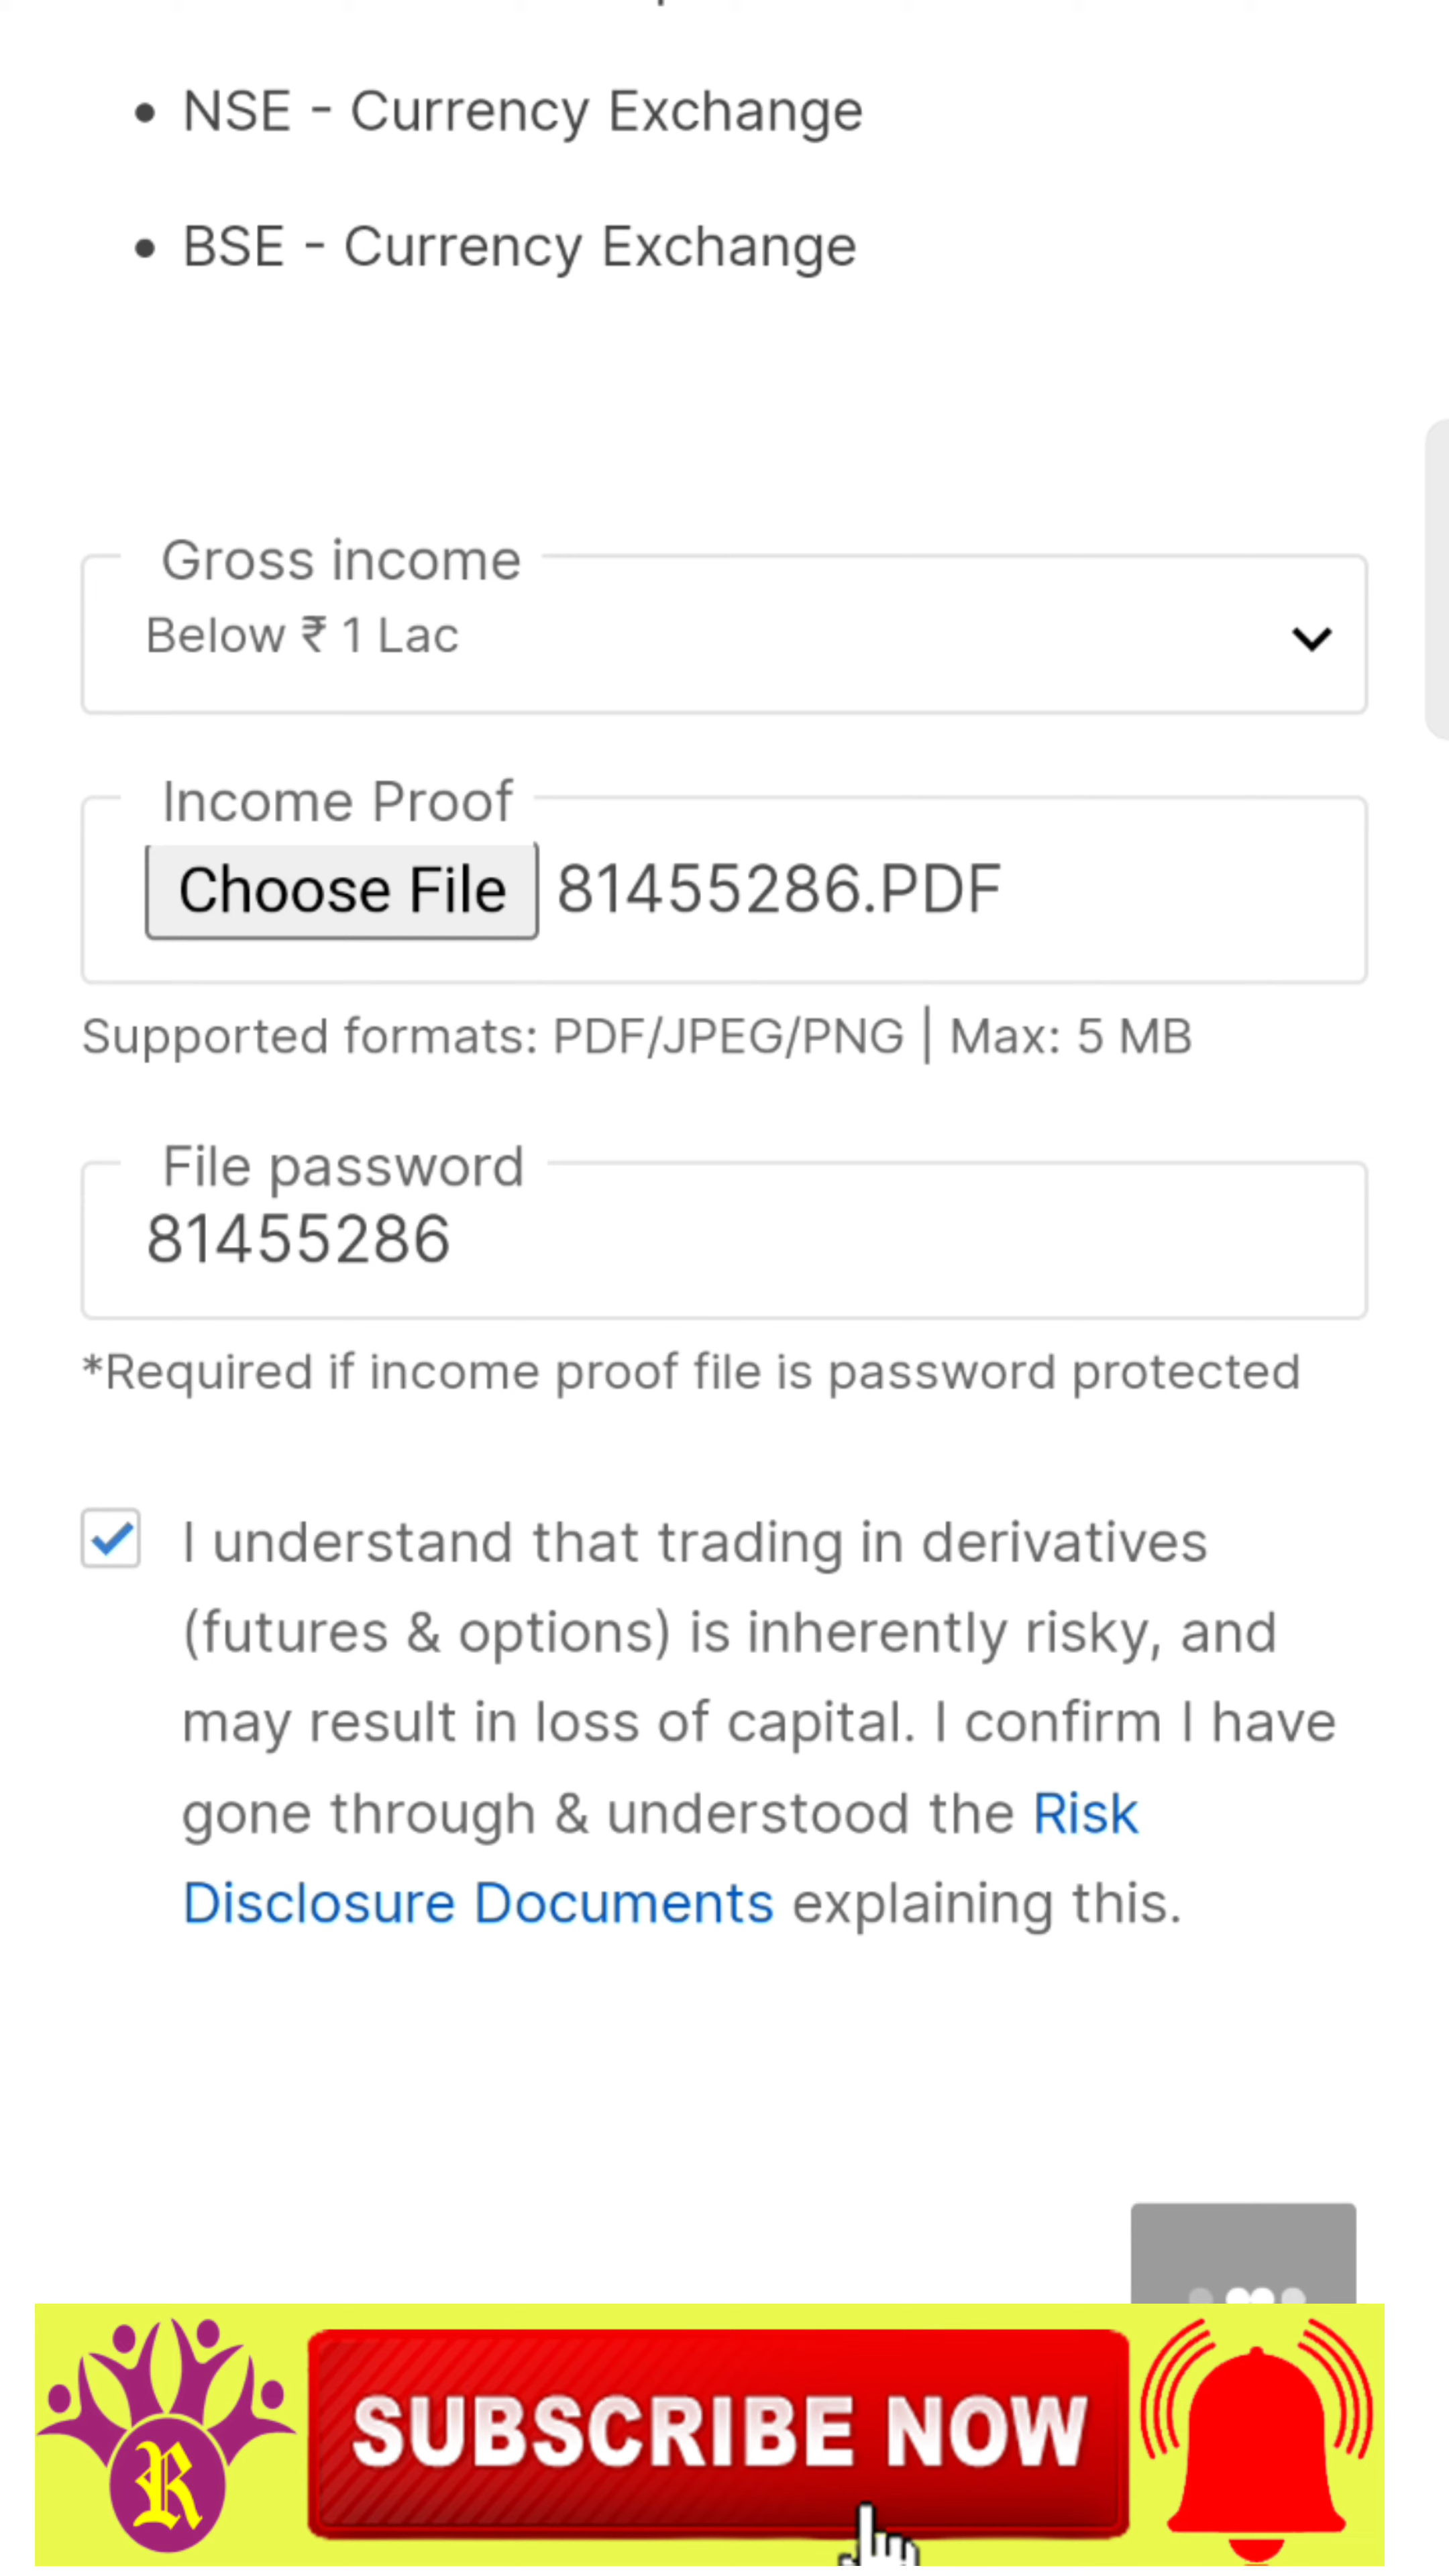 • NSE - Currency Exchange
• BSE - Currency Exchange
Gross income
Below ₹ 1 Lac
Income Proof
Choose File 81455286.PDF
Supported formats: PDF/JPEG/PNG | Max: 5 MB
File password
81455286
*Required if income proof file is password protected
I understand that trading in derivatives
(futures & options) is inherently risky, and
may result in loss of capital. I confirm I have
gone through & understood the Risk
Disclosure Documents explaining this.
R
SUBSCRIBE NOW